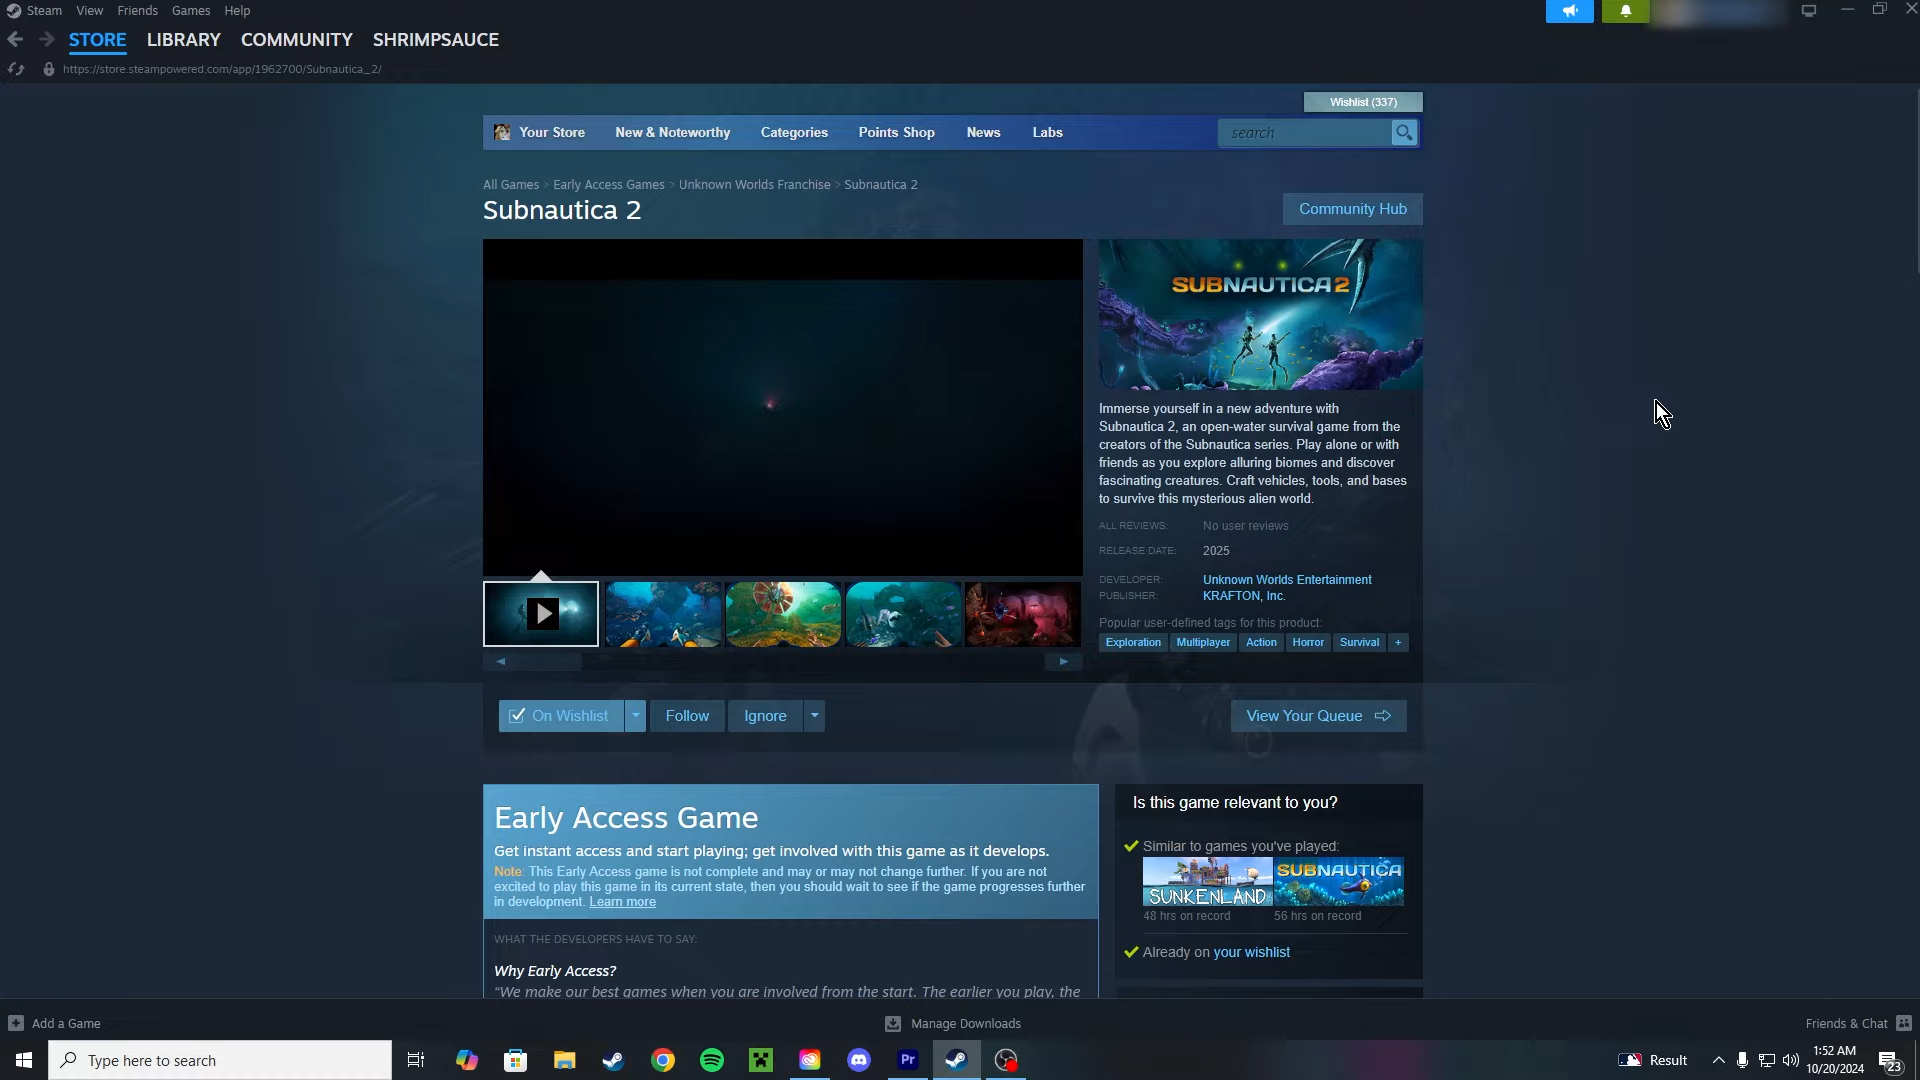 Steam View Friends Games Help
STORE LIBRARY COMMUNITY SHRIMPSAUCE
https://store.steampowered.com/app/1962700/Subnautica_2/
Wishlist (337)
Your Store New & Noteworthy Categories Points Shop News Labs search
All Games > Early Access Games > Unknown Worlds Franchise > Subnautica 2
Subnautica 2
Community Hub
SUBNAUTICA 2
Immerse yourself in a new adventure with
Subnautica 2, an open-water survival game from the
creators of the Subnautica series. Play alone or with
friends as you explore alluring biomes and discover
fascinating creatures. Craft vehicles, tools, and bases
to survive this mysterious alien world.
ALL REVIEWS: No user reviews
RELEASE DATE: 2025
DEVELOPER: Unknown Worlds Entertainment
PUBLISHER: KRAFTON, Inc.
Popular user-defined tags for this product:
Exploration Multiplayer Action Horror Survival +
On Wishlist Follow Ignore View Your Queue
Early Access Game
Get instant access and start playing; get involved with this game as it develops.
Note: This Early Access game is not complete and may or may not change further. If you are not
excited to play this game in its current state, then you should wait to see if the game progresses further
in development. Learn more
WHAT THE DEVELOPERS HAVE TO SAY:
Why Early Access?
“We make our best games when you are involved from the start. The earlier you play, the
Is this game relevant to you?
Similar to games you've played:
SUNKENLAND SUBNAUTICA
48 hrs on record 56 hrs on record
Already on your wishlist
Add a Game Manage Downloads Friends & Chat
Type here to search
Pr
Result
1:52 AM
10/20/2024
23